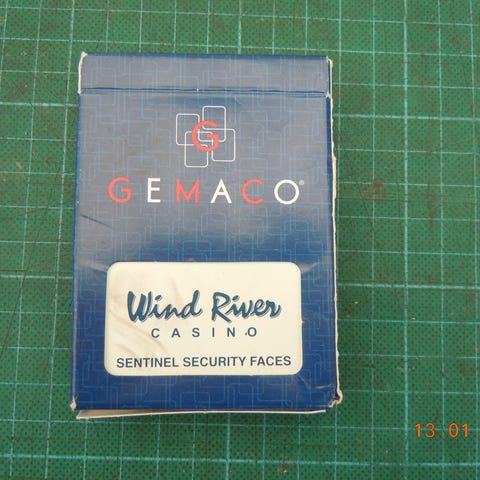 G
GEMACO®
Wind River
CASINO
SENTINEL SECURITY FACES
13 01